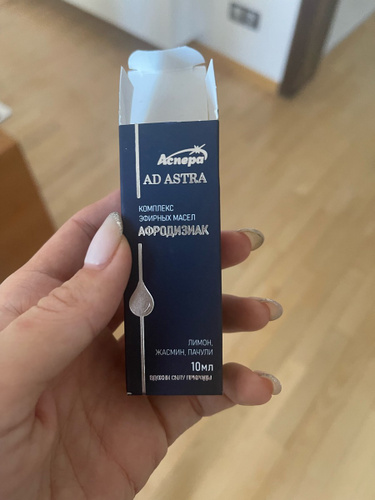 Аспера
AD ASTRA
КОМПЛЕКС
ЭФИРНЫХ МАСЕЛ
АФРОДИЗИАК
ЛИМОН,
ЖАСМИН, ПАЧУЛИ
10мл